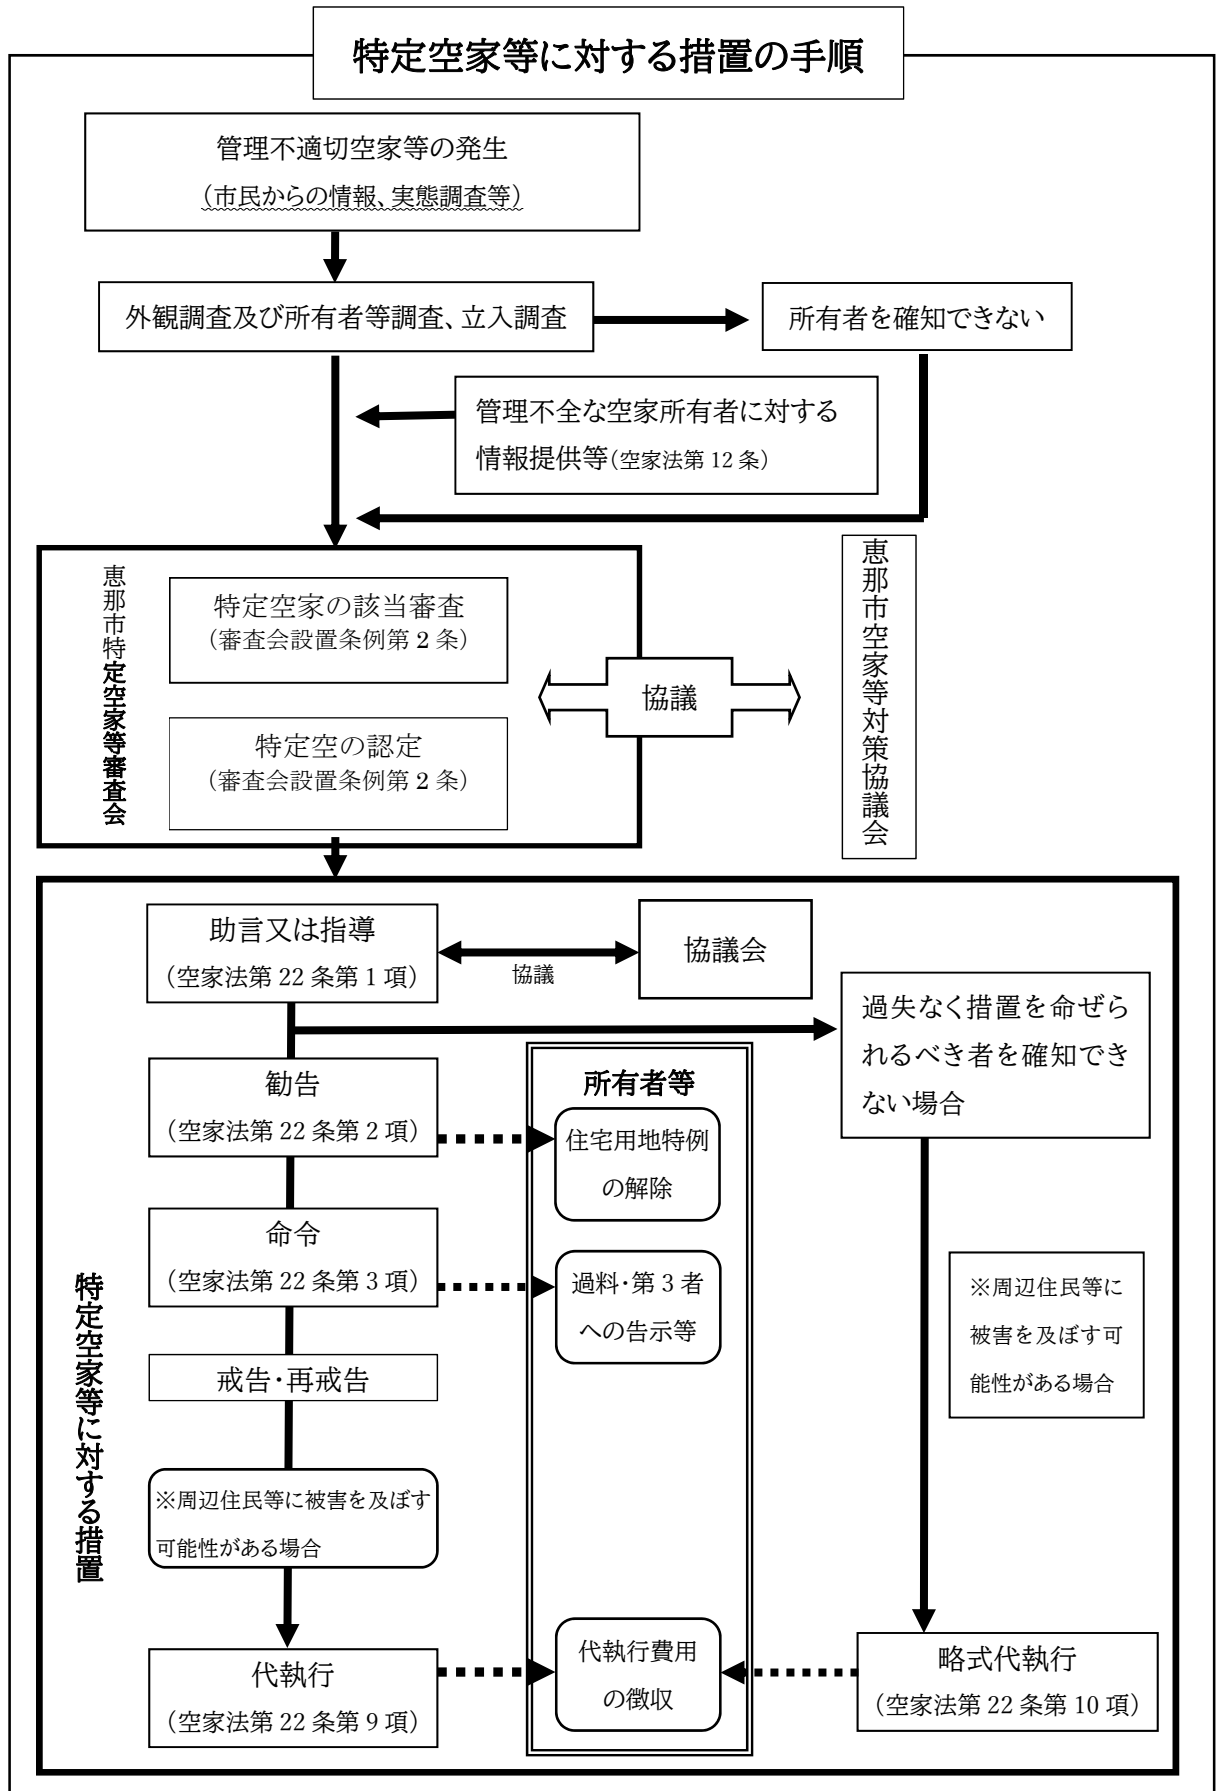 特定空家等に対する措置の手順
管理不適切空家等の発生
（市民からの情報、実態調査等）
外観調査及び所有者等調査、立入調査
所有者を確知できない
管理不全な空家所有者に対する
情報提供等（空家法第 12 条）
恵那市特定空家等審査会
特定空家の該当審査
（審査会設置条例第 2 条）
特定空の認定
（審査会設置条例第 2 条）
協議
恵那市空家等対策協議会
特定空家等に対する措置
助言又は指導
（空家法第 22 条第 1 項）
協議
協議会
過失なく措置を命ぜら
れるべき者を確知でき
ない場合
勧告
（空家法第 22 条第 2 項）
所有者等
住宅用地特例
の解除
命令
（空家法第 22 条第 3 項）
過料・第 3 者
への告示等
※周辺住民等に
被害を及ぼす可
能性がある場合
戒告・再戒告
※周辺住民等に被害を及ぼす
可能性がある場合
代執行
（空家法第 22 条第 9 項）
代執行費用
の徴収
略式代執行
（空家法第 22 条第 10 項）